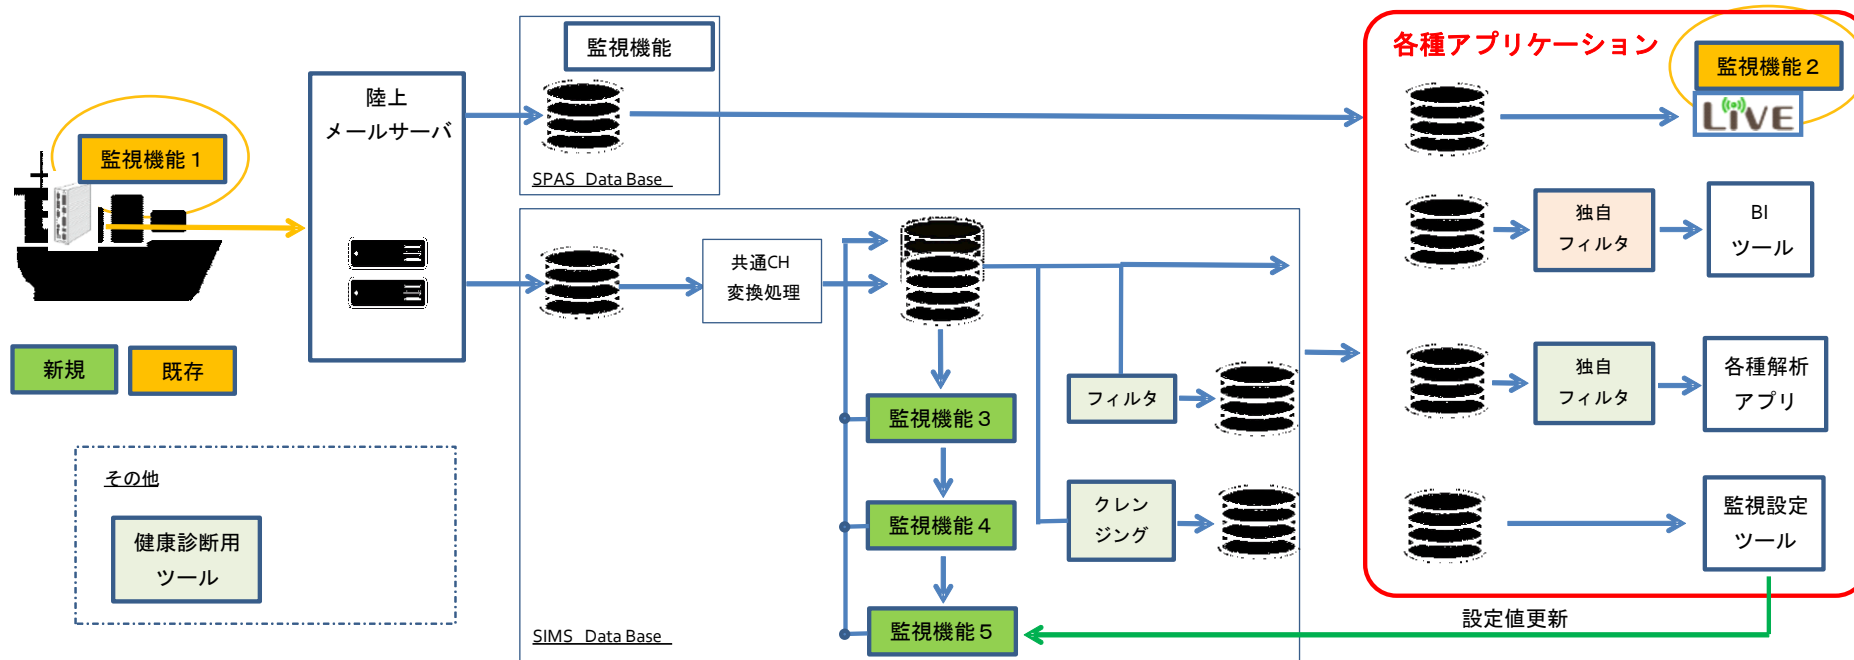 監視機能
各種アプリケーション
監視機能２
LiVE
陸上
メールサーバ
監視機能１
SPAS Data Base
独自
フィルタ
BI
ツール
共通CH
変換処理
新規
既存
フィルタ
独自
フィルタ
各種解析
アプリ
監視機能３
その他
健康診断用
ツール
監視機能４
クレン
ジング
監視設定
ツール
監視機能５
設定値更新
SIMS Data Base